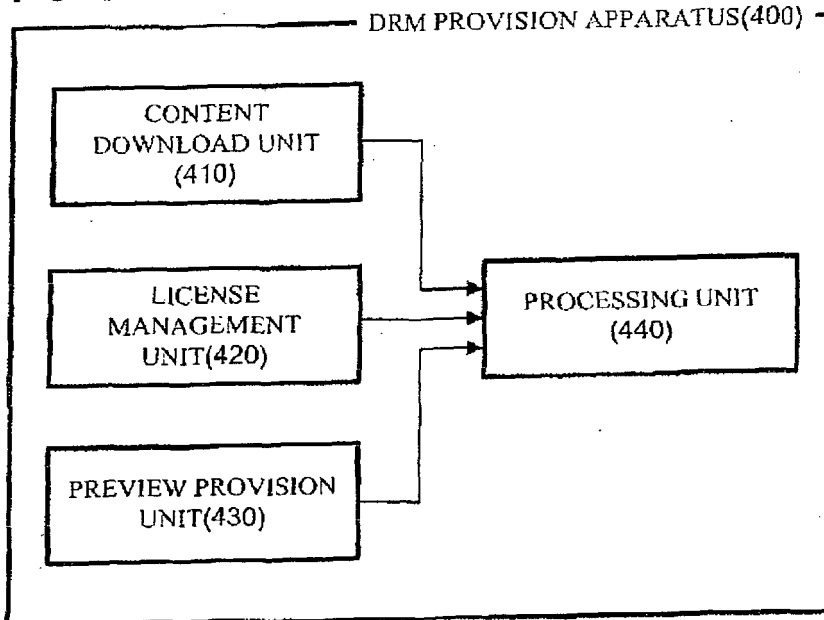 DRM PROVISION APPARATUS(400)
CONTENT
DOWNLOAD UNIT
(410)
LICENSE
MANAGEMENT
UNIT(420)
PROCESSING UNIT
(440)
PREVIEW PROVISION
UNIT(430)